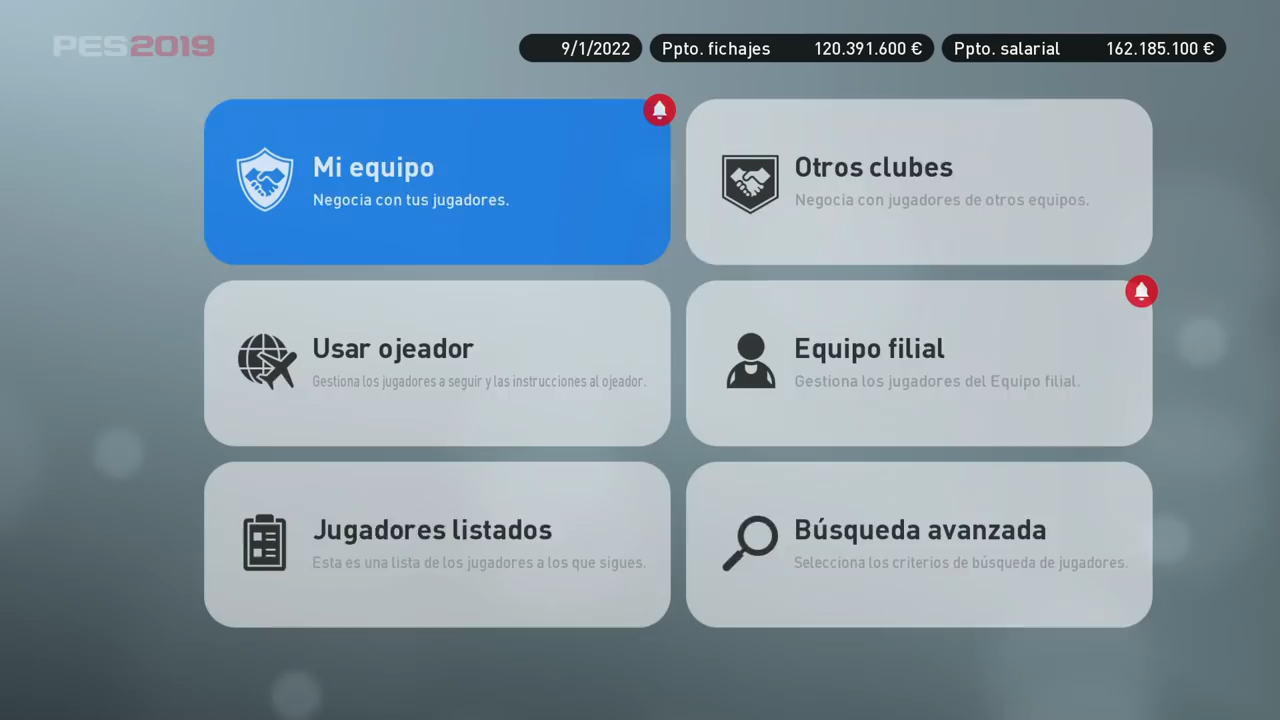 PES2019
9/1/2022
Ppto. fichajes 120.391.600 €
Ppto. salarial 162.185.100 €
Mi equipo
Negocia con tus jugadores.
Otros clubes
Negocia con jugadores de otros equipos.
Usar ojeador
Gestiona los jugadores a seguir y las instrucciones al ojeador.
Equipo filial
Gestiona los jugadores del Equipo filial.
Jugadores listados
Esta es una lista de los jugadores a los que sigues.
Búsqueda avanzada
Selecciona los criterios de búsqueda de jugadores.